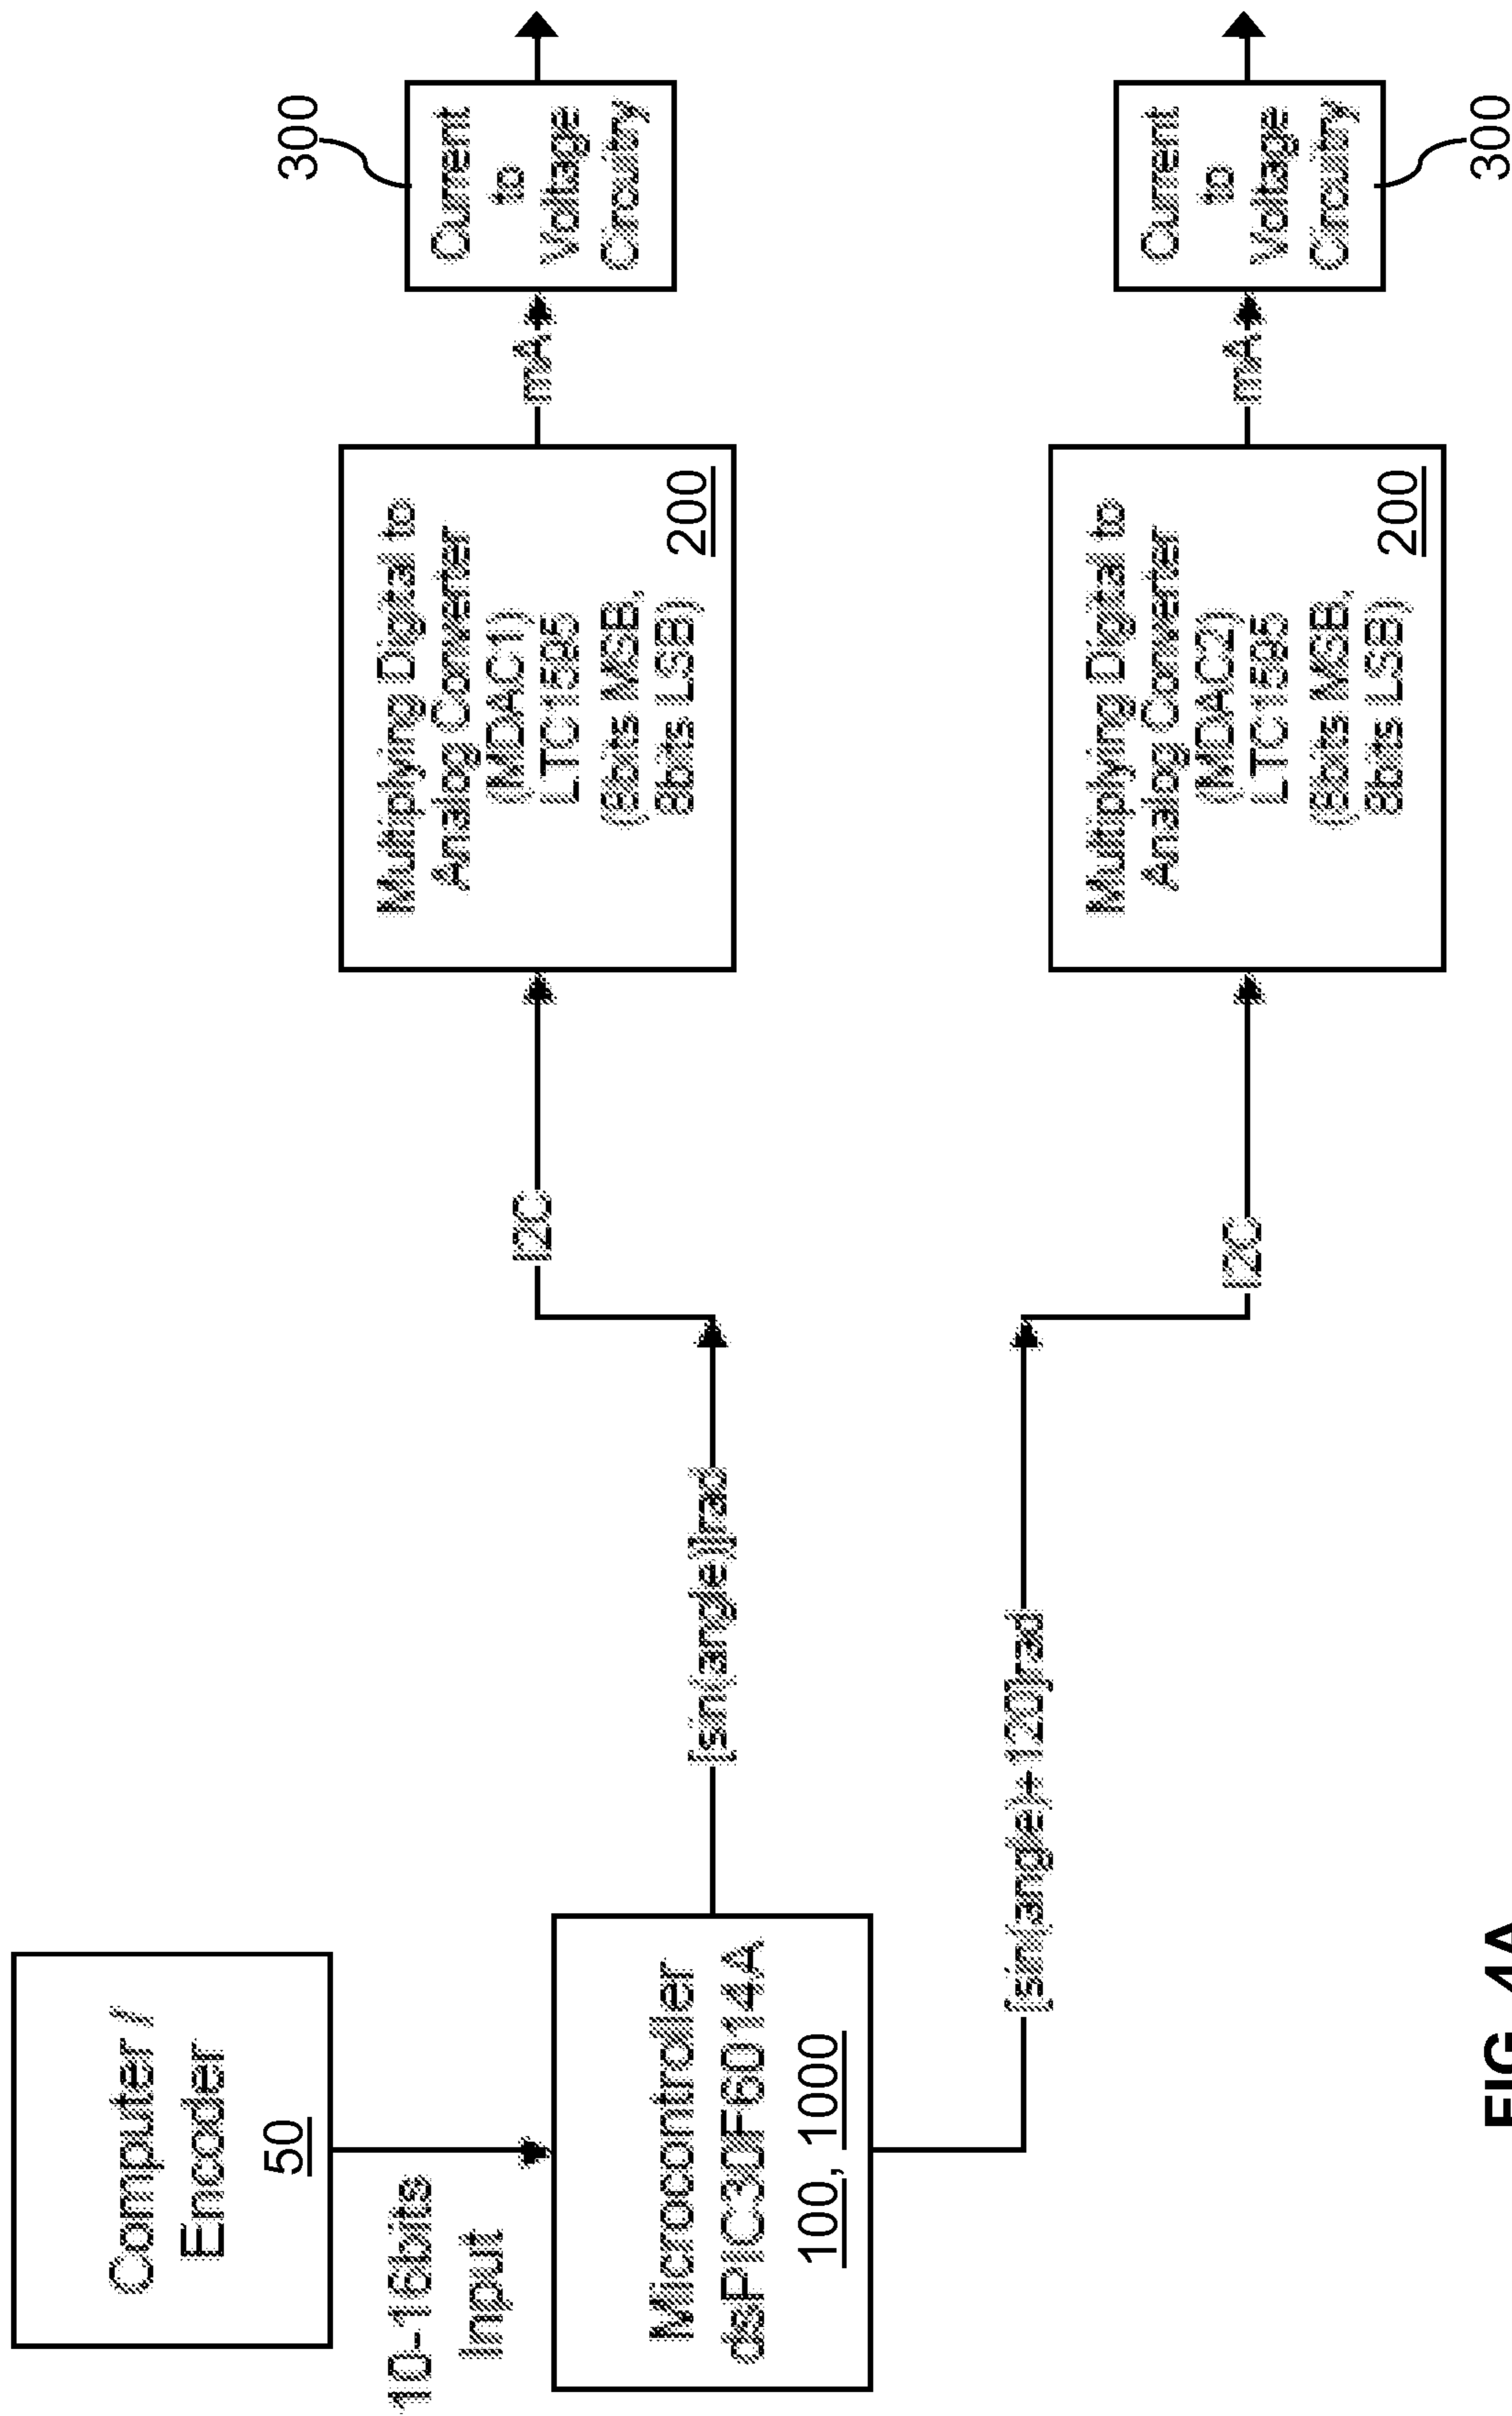 Computer /
Encoder
50
10-16bits
Input
Microcontroller
dsPIC30F6014A
100, 1000
[sin(angle)]rad
I2C
Multiplying Digital to
Analog Converter
(MDAC1)
LTC1595
(8bits MSB,
8bits LSB)
200
mA
Current
to
Voltage
Circuitry
300
[sin(angle)+120]rad
I2C
Multiplying Digital to
Analog Converter
(MDAC2)
LTC1595
(8bits MSB,
8bits LSB)
200
mA
Current
to
Voltage
Circuitry
300
FIG. 4A